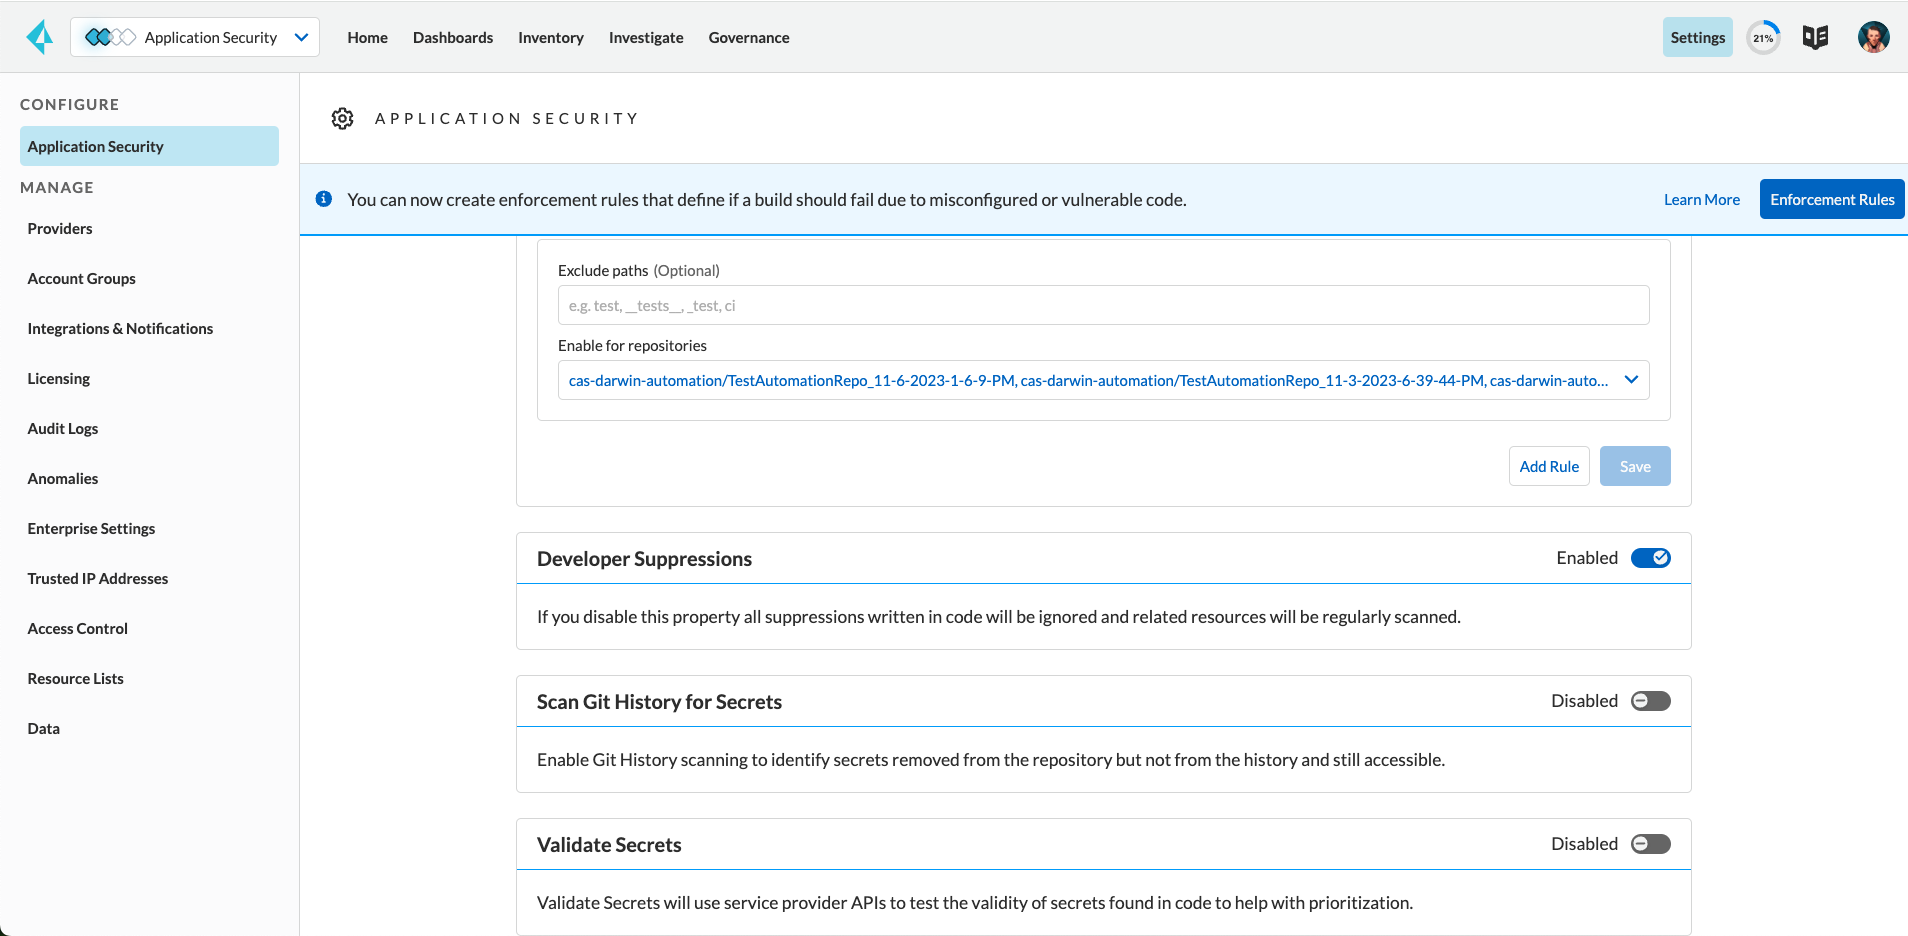 Application Security
Home
Dashboards
Inventory
Investigate
Governance
Settings
21%
CONFIGURE
Application Security
MANAGE
Providers
Account Groups
Integrations & Notifications
Licensing
Audit Logs
Anomalies
Enterprise Settings
Trusted IP Addresses
Access Control
Resource Lists
Data
APPLICATION SECURITY
You can now create enforcement rules that define if a build should fail due to misconfigured or vulnerable code.
Learn More
Enforcement Rules
Exclude paths (Optional)
e.g. test, __tests__, _test, ci
Enable for repositories
cas-darwin-automation/TestAutomationRepo_11-6-2023-1-6-9-PM, cas-darwin-automation/TestAutomationRepo_11-3-2023-6-39-44-PM, cas-darwin-auto...
Add Rule
Save
Developer Suppressions
Enabled
If you disable this property all suppressions written in code will be ignored and related resources will be regularly scanned.
Scan Git History for Secrets
Disabled
Enable Git History scanning to identify secrets removed from the repository but not from the history and still accessible.
Validate Secrets
Disabled
Validate Secrets will use service provider APIs to test the validity of secrets found in code to help with prioritization.